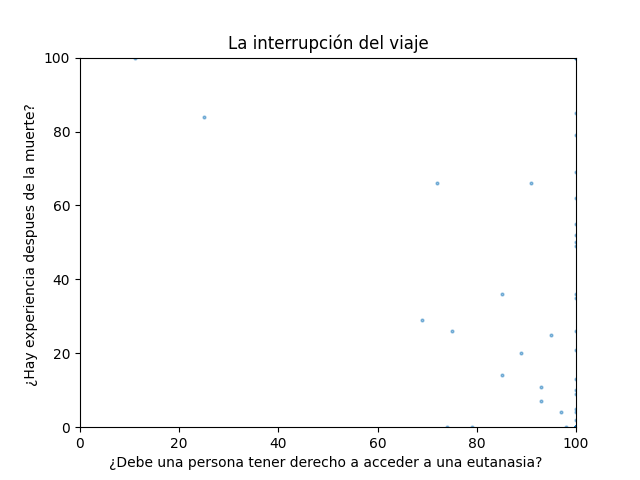 La interrupción del viaje
100
80
60
40
20
0
¿Hay experiencia despues de la muerte?
0 20 40 60 80 100
¿Debe una persona tener derecho a acceder a una eutanasia?